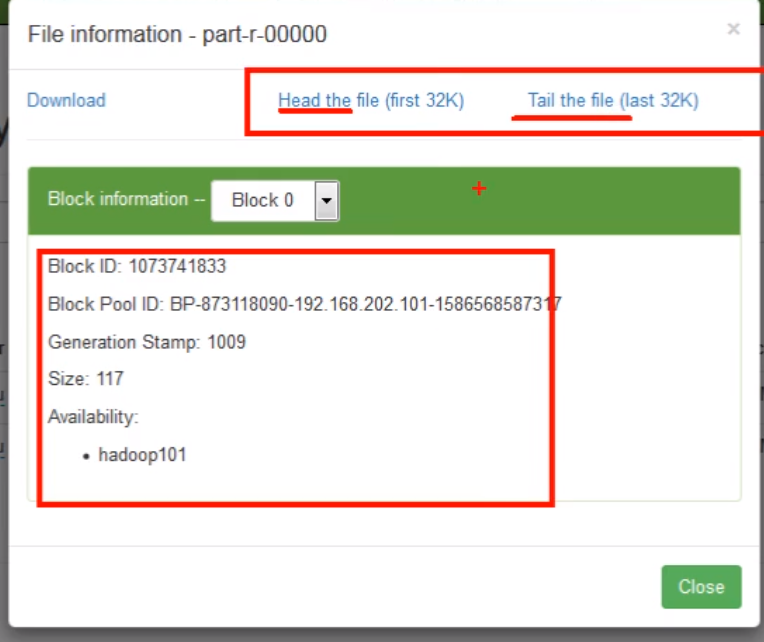 File information - part-r-00000
×
Download
Head the file (first 32K)
Tail the file (last 32K)
Block information --
Block 0
Block ID: 1073741833
Block Pool ID: BP-873118090-192.168.202.101-1586568587317
Generation Stamp: 1009
Size: 117
Availability:
• hadoop101
Close